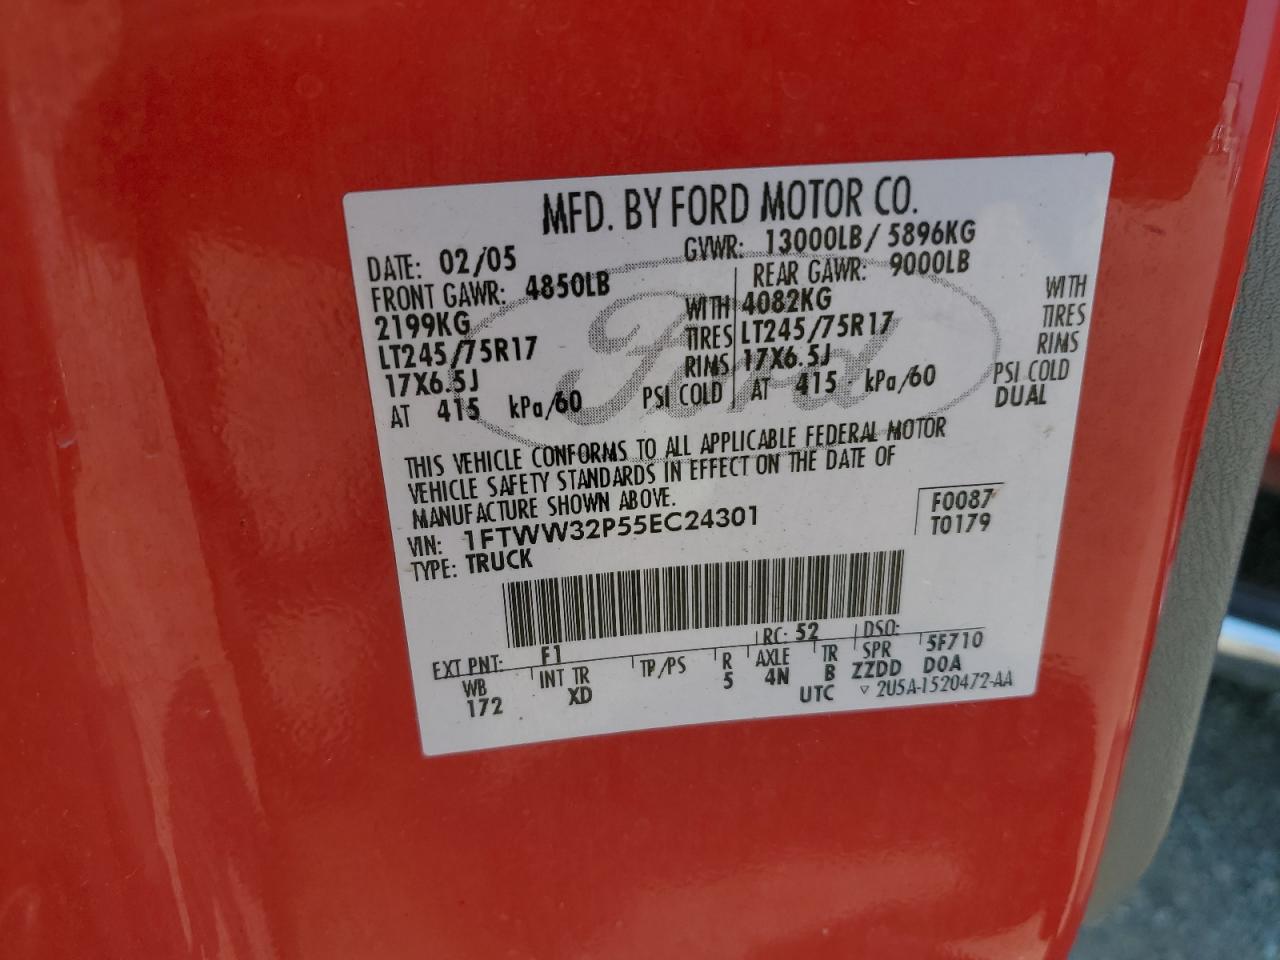 MFD. BY FORD MOTOR CO.
DATE: 02/05 GVWR: 13000LB/ 5896KG
FRONT GAWR: 4850LB REAR GAWR: 9000LB
2199KG WITH 4082KG WITH
LT245/75R17 TIRES LT245/75R17 TIRES
17X6.5J RIMS 17X6.5J RIMS
AT 415 kPa/60 PSI COLD AT 415 kPa/60 PSI COLD
DUAL
Ford
THIS VEHICLE CONFORMS TO ALL APPLICABLE FEDERAL MOTOR
VEHICLE SAFETY STANDARDS IN EFFECT ON THE DATE OF
MANUFACTURE SHOWN ABOVE.
VIN: 1FTWW32P55EC24301 F0087
TYPE: TRUCK T0179
EXT PNT: F1 RC: 52 DSO:
WB INT TR TP/PS R AXLE TR SPR 5F710
172 XD 5 4N B ZZDD D0A
UTC ▽ 2U5A-1520472-AA